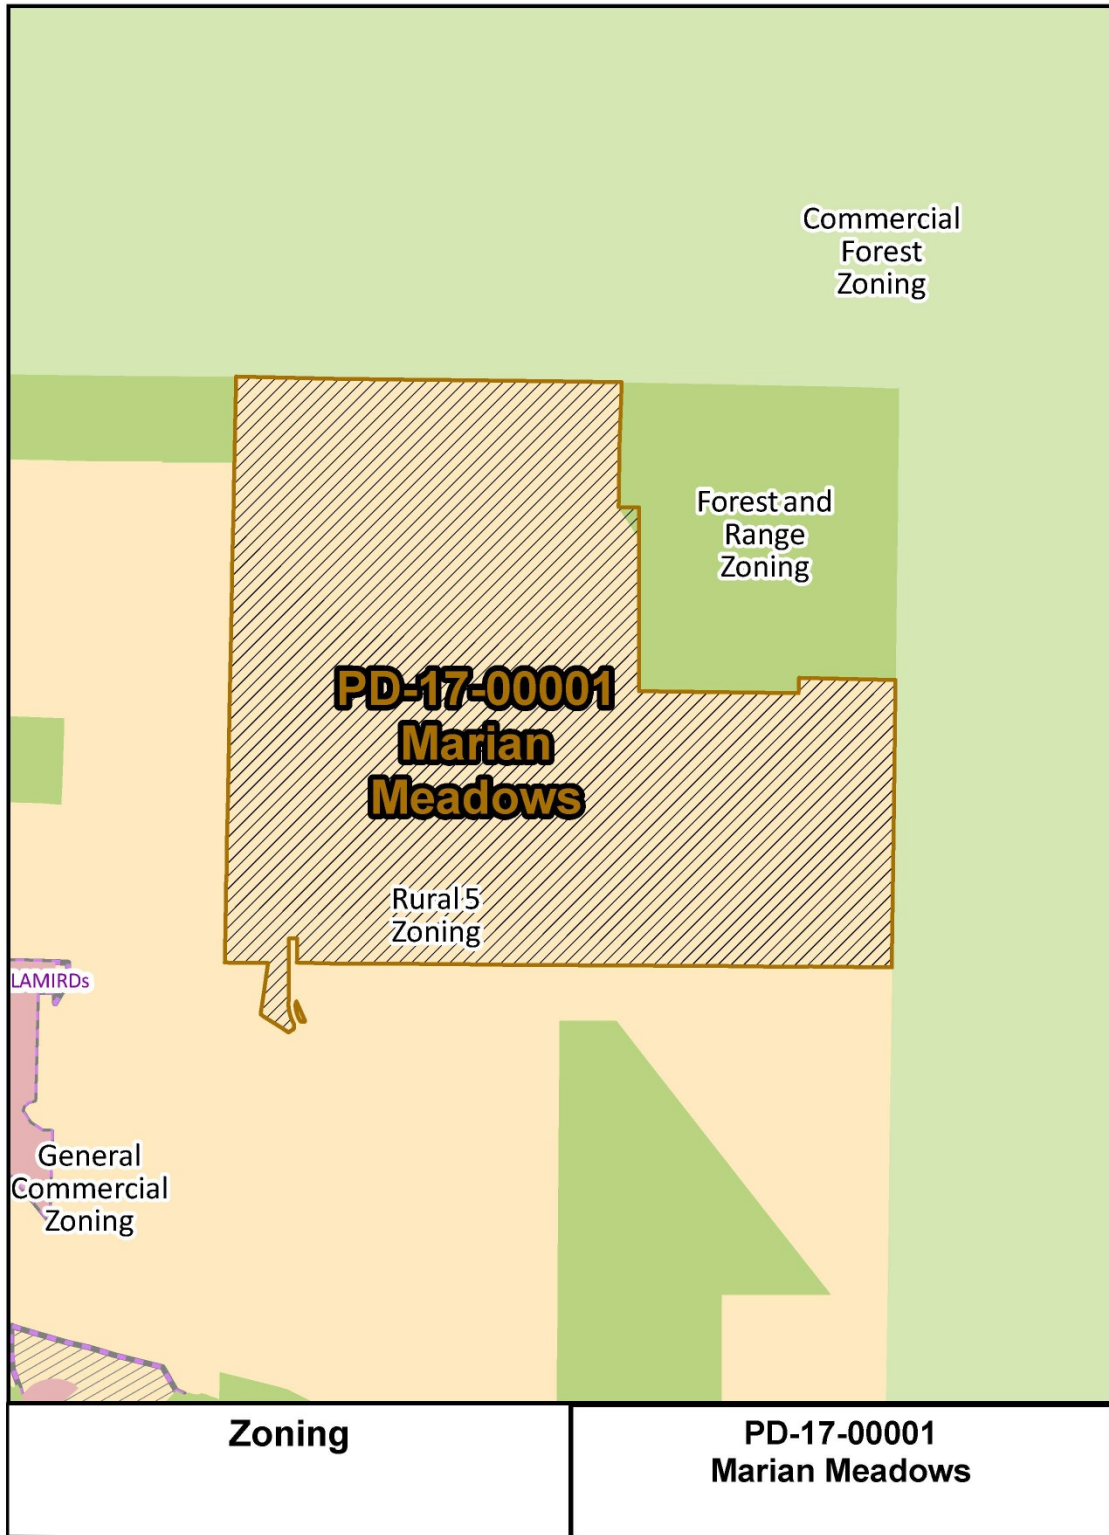 Commercial
Forest
Zoning
Forest and
Range
Zoning
PD-17-00001
Marian
Meadows
Rural 5
Zoning
LAMIRDs
General
Commercial
Zoning
Zoning
PD-17-00001
Marian Meadows